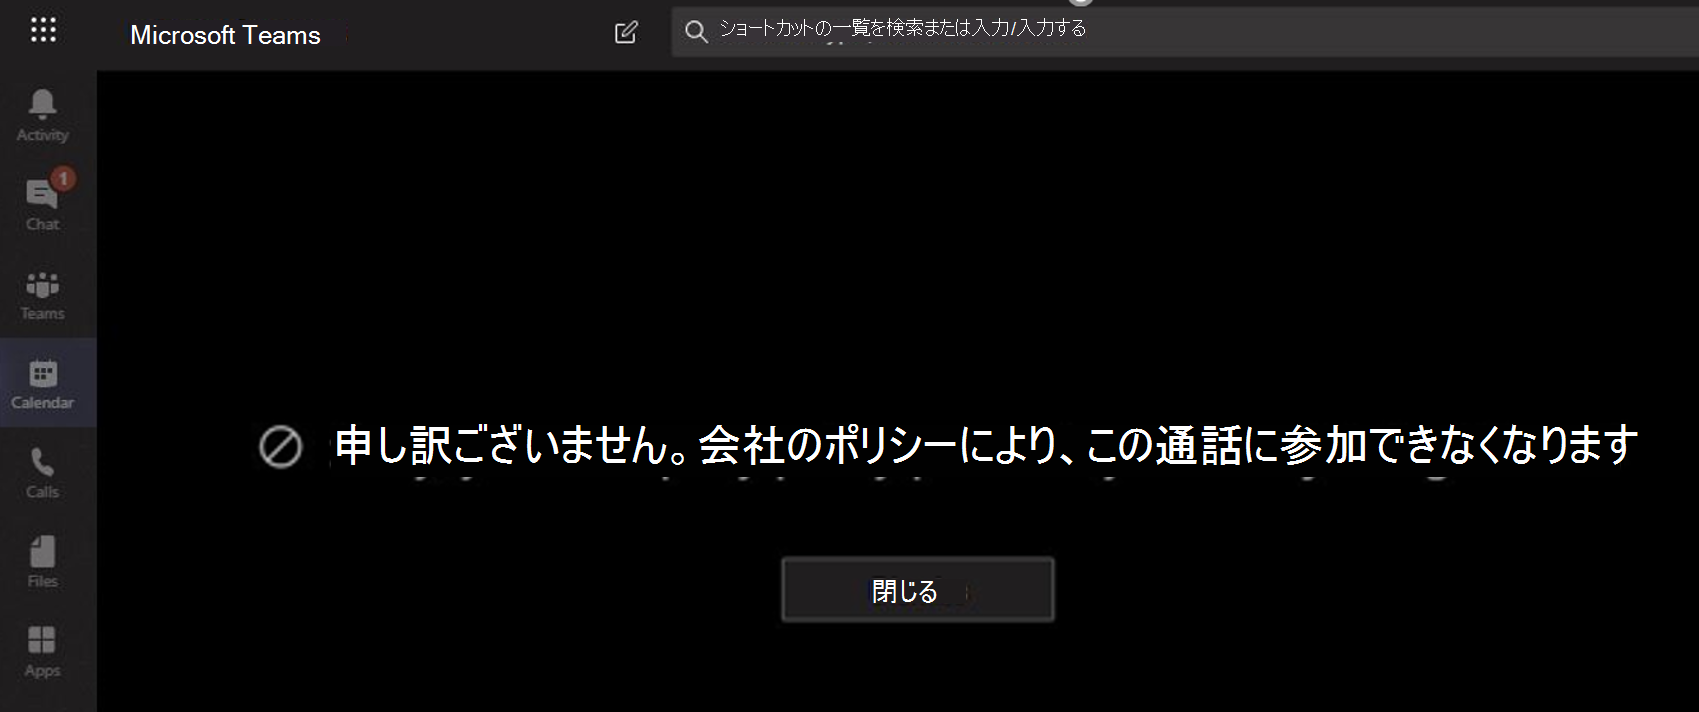 Microsoft Teams
ショートカットの一覧を検索または入力/入力する
Activity
1
Chat
Teams
Calendar
申し訳ございません。会社のポリシーにより、この通話に参加できなくなります
Calls
Files
閉じる
Apps